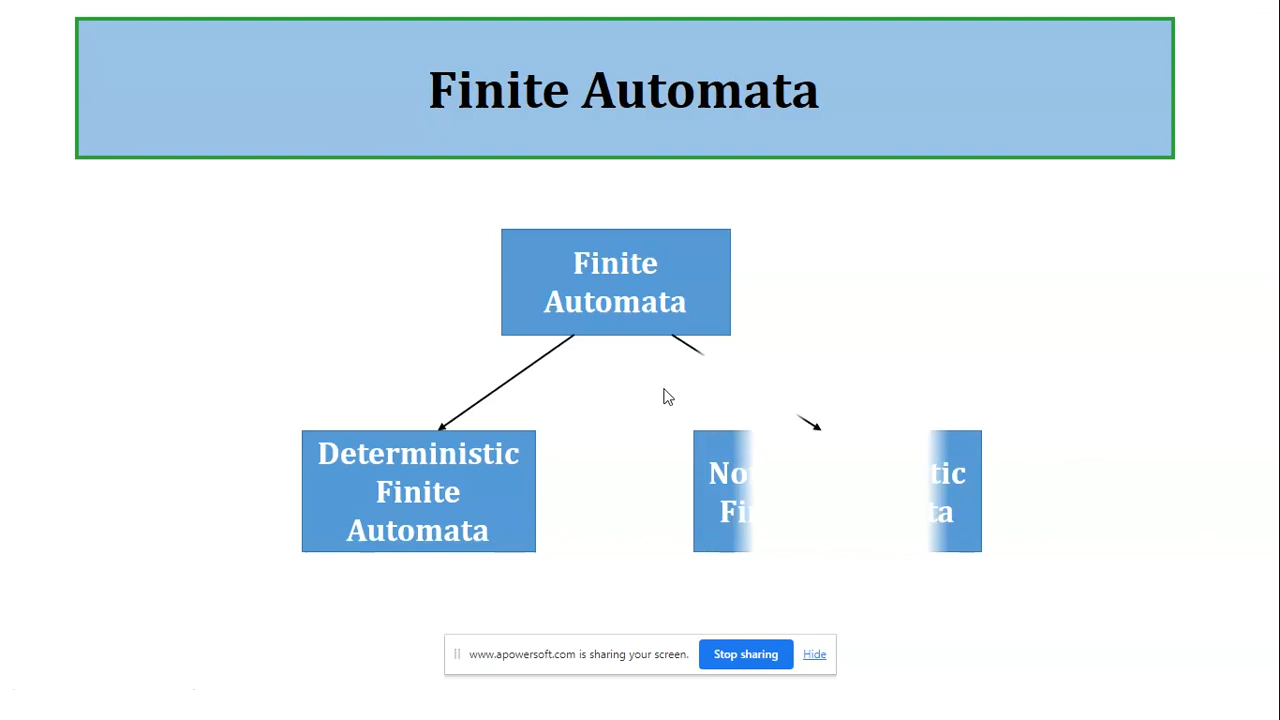 Finite Automata
Finite
Automata
Deterministic
Finite
Automata
www.apowersoft.com is sharing your screen.
Stop sharing
Hide